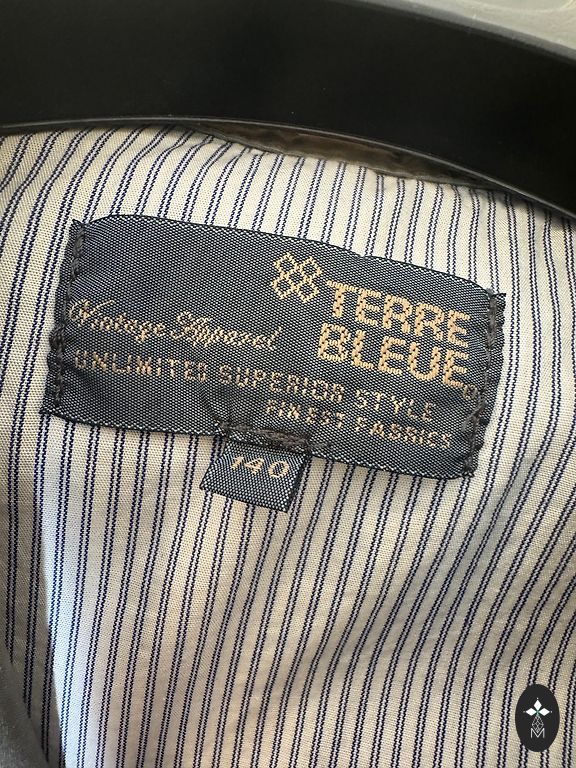 TERRE
BLEUE
Vintage Apparel
UNLIMITED SUPERIOR STYLE
FINEST FABRICS
140
M